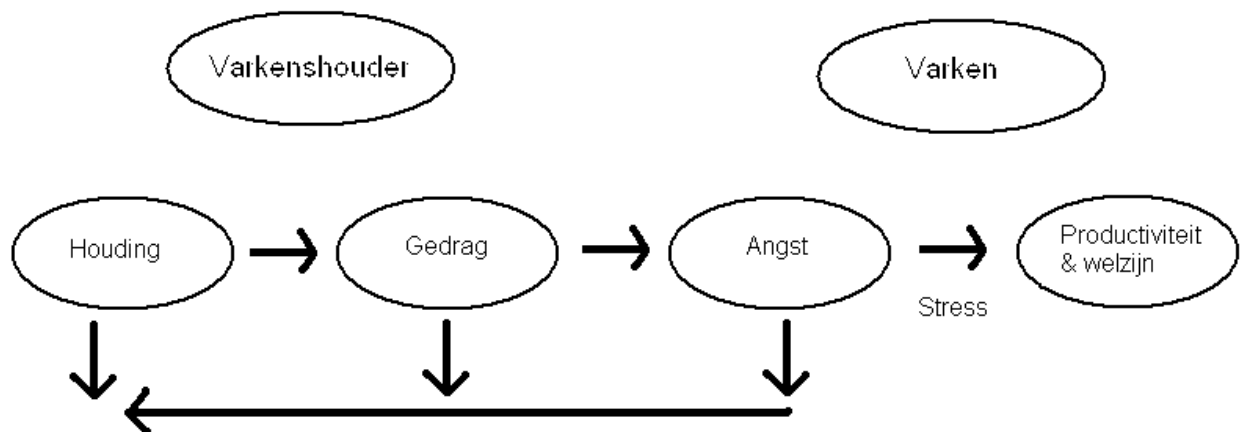 Varkenshouder
Varken
Houding
Gedrag
Angst
Productiviteit
& welzijn
Stress